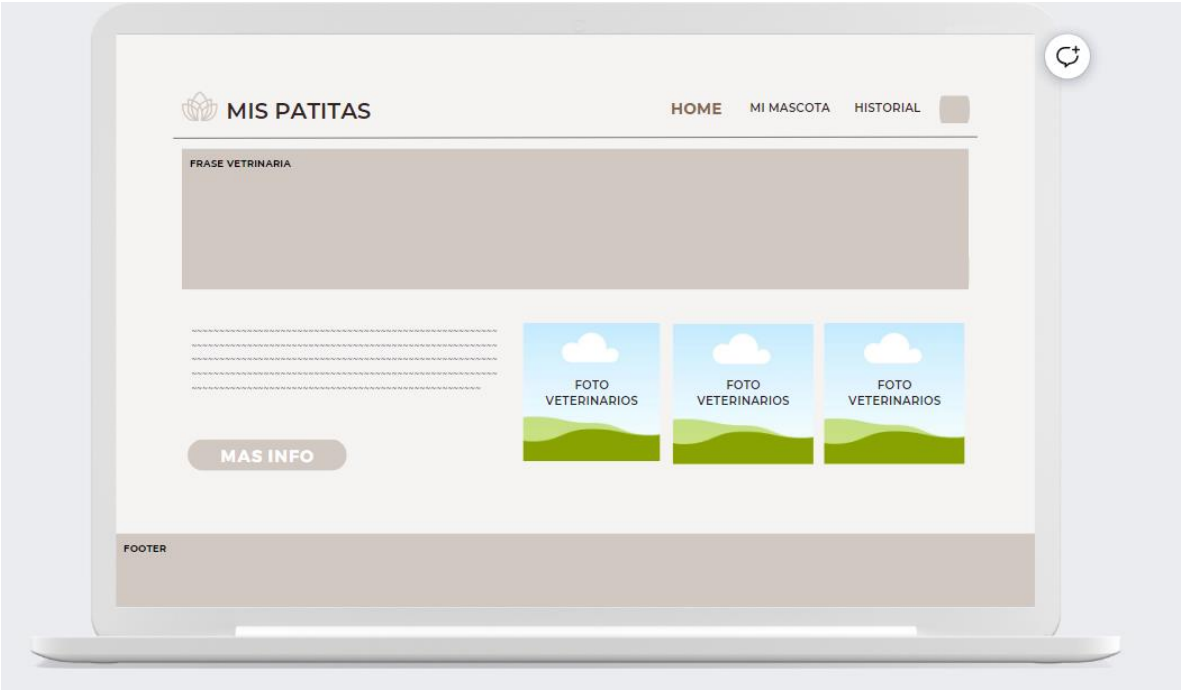 MIS PATITAS
HOME MI MASCOTA HISTORIAL
FRASE VETRINARIA
FOTO
VETERINARIOS
FOTO
VETERINARIOS
FOTO
VETERINARIOS
MAS INFO
FOOTER